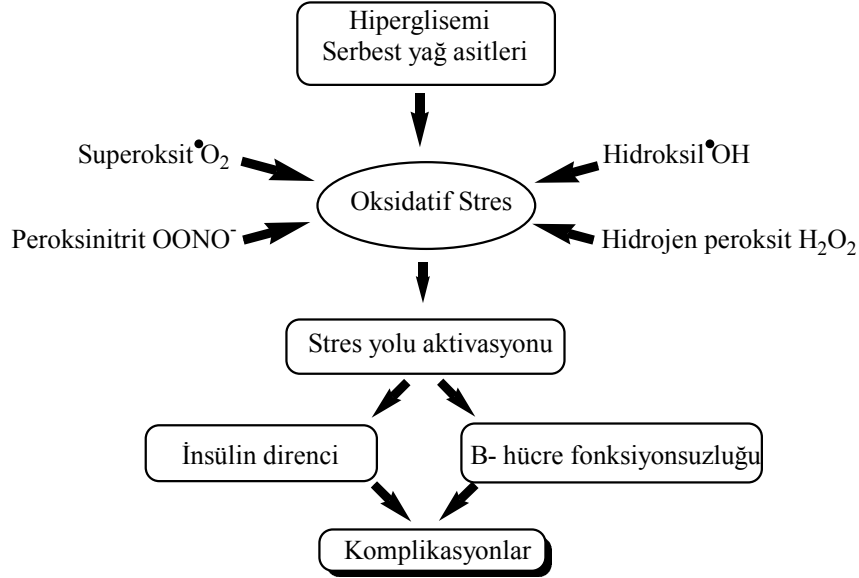 Hiperglisemi
Serbest yağ asitleri
Superoksit•O₂
Hidroksil•OH
Oksidatif Stres
Peroksinitrit OONO⁻
Hidrojen peroksit H₂O₂
Stres yolu aktivasyonu
İnsülin direnci
B- hücre fonksiyonsuzluğu
Komplikasyonlar